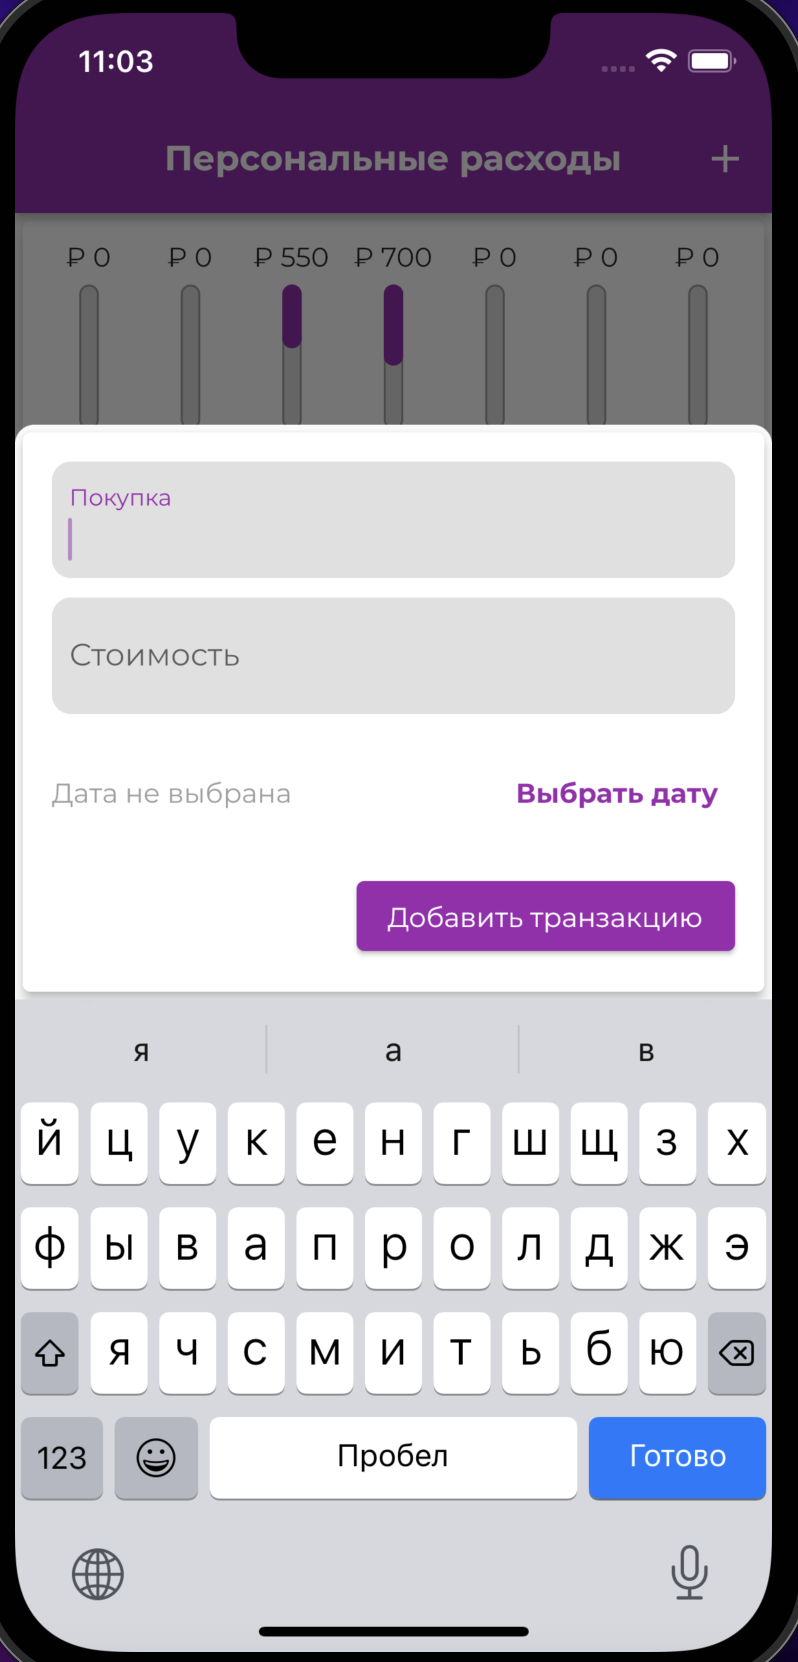 11:03
Персональные расходы +
₽ 0 ₽ 0 ₽ 550 ₽ 700 ₽ 0 ₽ 0 ₽ 0
Покупка
Стоимость
Дата не выбрана Выбрать дату
Добавить транзакцию
я а в
й ц у к е н г ш щ з х
ф ы в а п р о л д ж э
я ч с м и т ь б ю
123 Пробел Готово